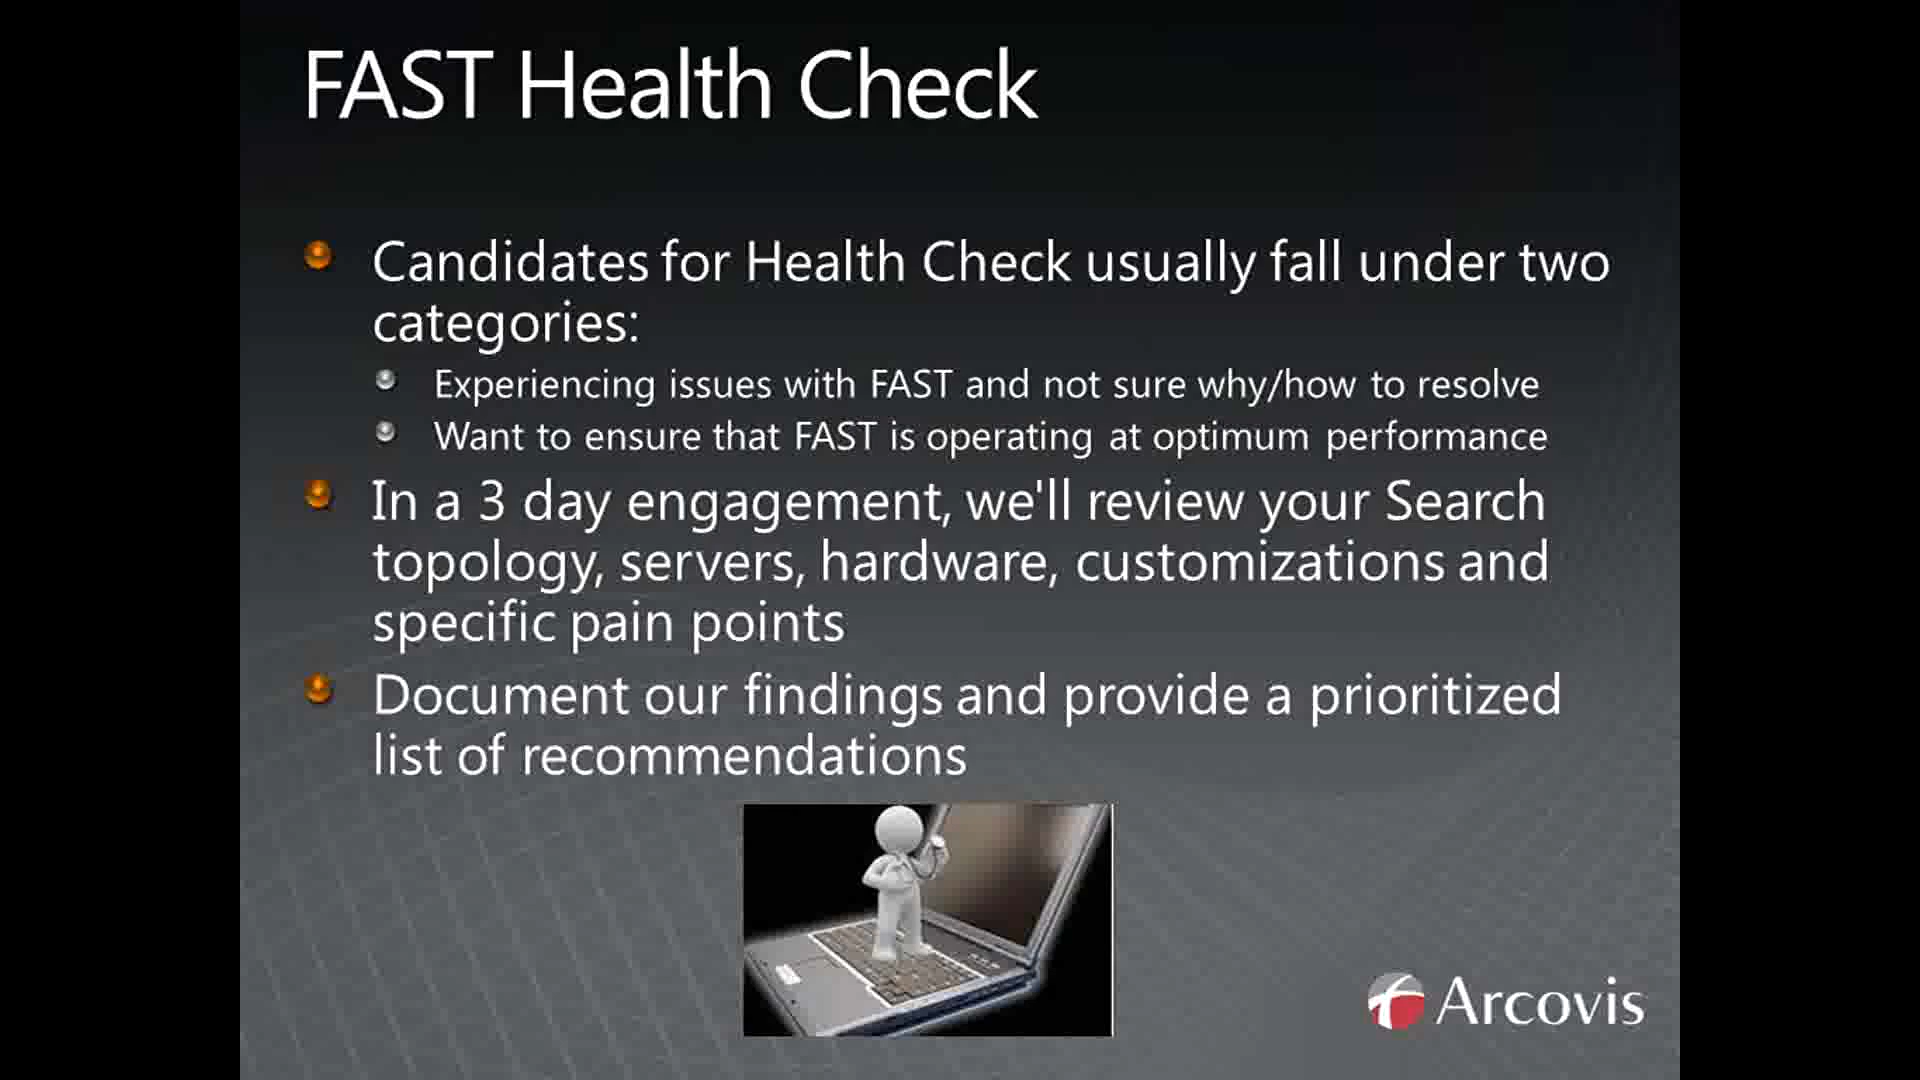 FAST Health Check
Candidates for Health Check usually fall under two
categories:
Experiencing issues with FAST and not sure why/how to resolve
Want to ensure that FAST is operating at optimum performance
In a 3 day engagement, we'll review your Search
topology, servers, hardware, customizations and
specific pain points
Document our findings and provide a prioritized
list of recommendations
Arcovis